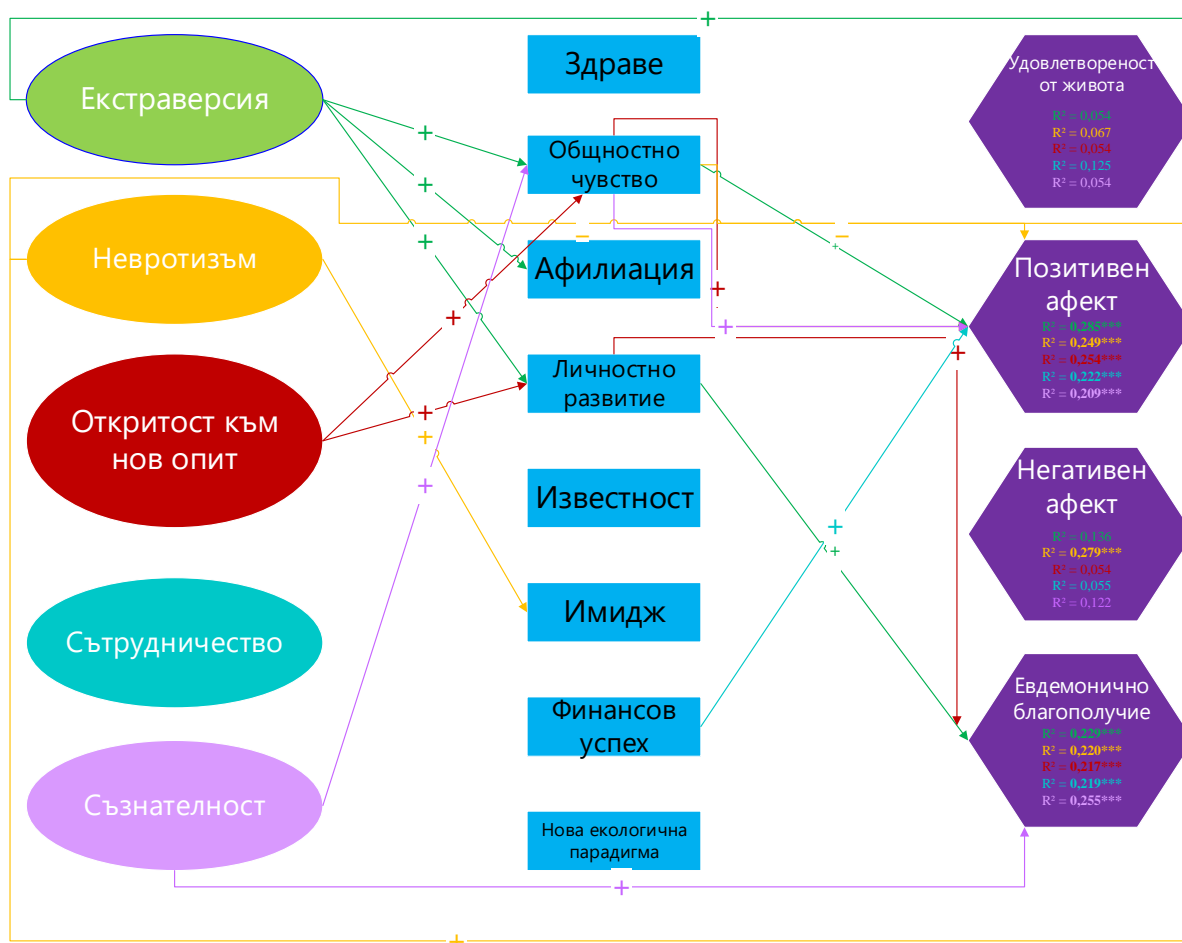 Екстраверсия
Невротизъм
Откритост към
нов опит
Сътрудничество
Съзнателност
Здраве
Общностно
чувство
Афилиация
Личностно
развитие
Известност
Имидж
Финансов
успех
Нова екологична
парадигма
Удовлетвореност
от живота
R² = 0,054
R² = 0,067
R² = 0,054
R² = 0,125
R² = 0,054
Позитивен
афект
R² = 0,285***
R² = 0,249***
R² = 0,254***
R² = 0,222***
R² = 0,209***
Негативен
афект
R² = 0,136
R² = 0,279***
R² = 0,054
R² = 0,055
R² = 0,122
Евдемонично
благополучие
R² = 0,229***
R² = 0,220***
R² = 0,217***
R² = 0,219***
R² = 0,255***